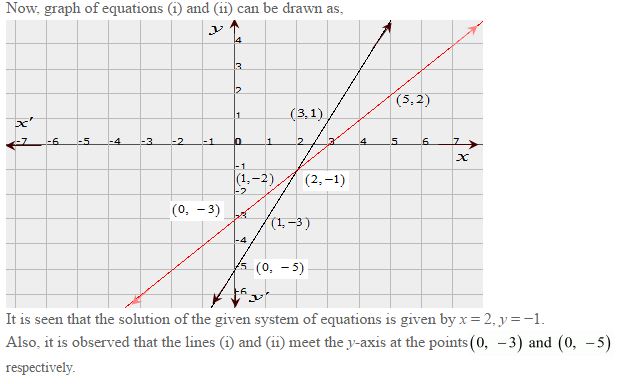 Now, graph of equations (i) and (ii) can be drawn as,
y
4
3
2
(5,2)
1
(3,1)
x′
-7 -6 -5 -4 -3 -2 -1 0 1 2 3 4 5 6 7
x
-1
(1,−2)
(2,−1)
-2
(0, −3)
-3
(1,−3)
-4
-5
(0, −5)
-6
y′
It is seen that the solution of the given system of equations is given by x = 2, y = −1.
Also, it is observed that the lines (i) and (ii) meet the y-axis at the points (0, −3) and (0, −5)
respectively.